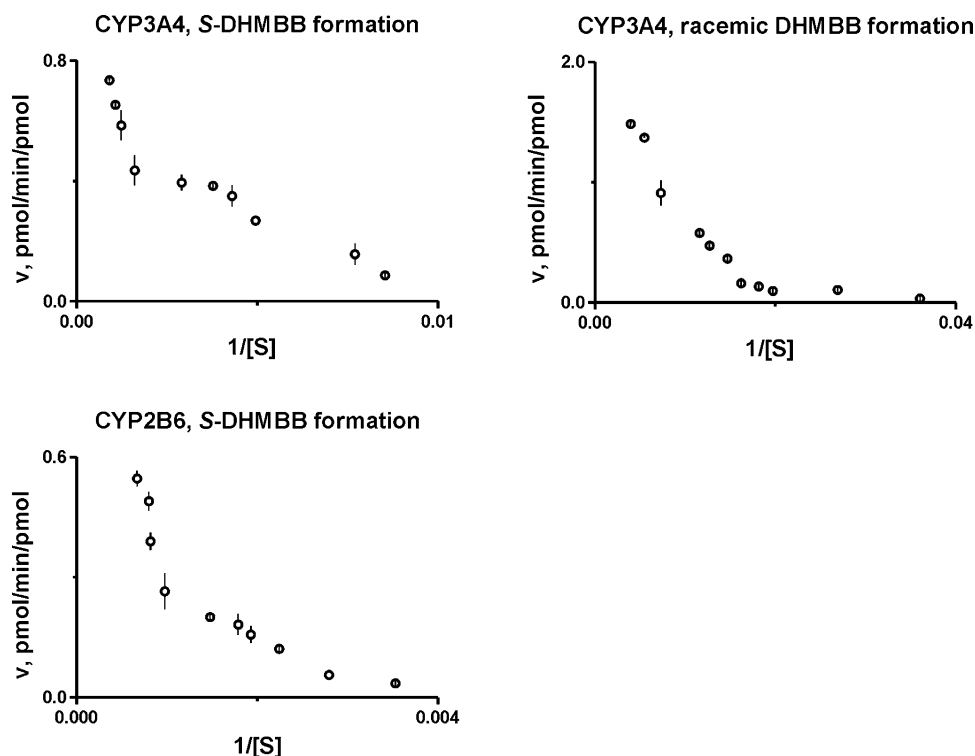 CYP3A4, S-DHMBB formation
v, pmol/min/pmol
0.8
0.0
0.00
0.01
1/[S]
CYP3A4, racemic DHMBB formation
v, pmol/min/pmol
2.0
0.0
0.00
0.04
1/[S]
CYP2B6, S-DHMBB formation
v, pmol/min/pmol
0.6
0.0
0.000
0.004
1/[S]